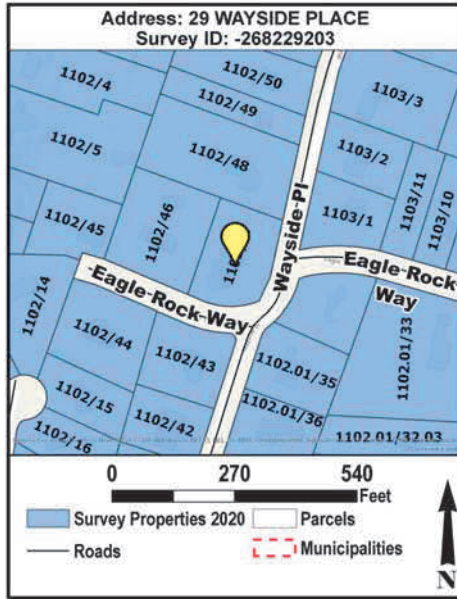 Address: 29 WAYSIDE PLACE
Survey ID: -268229203
1102/4
1102/50
1102/49
1103/3
1102/5
1102/48
1103/2
1103/11
1103/10
1102/45
1102/46
1103/1
Wayside Pl
Eagle Rock Way
1102/14
Eagle Rock Way
1102/44
1102/43
1102.01/35
1102.01/33
1102/15
1102/42
1102.01/36
1102/16
1102.01/32.03
0 270 540
Feet
Survey Properties 2020
Parcels
Roads
Municipalities
N